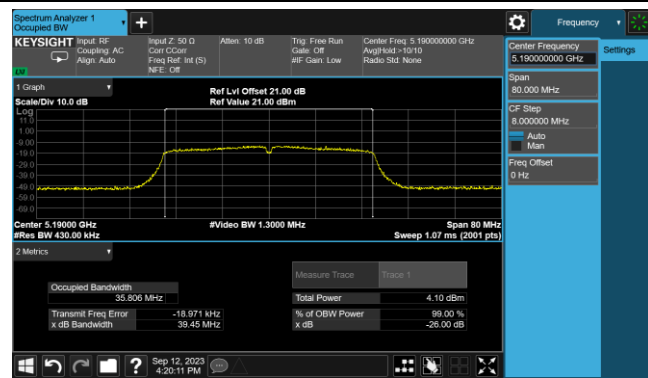 Spectrum Analyzer 1
Occupied BW
+
Frequency
KEYSIGHT
Input: RF
Coupling: AC
Align: Auto
Input Z: 50 Ω
Corr CCorr
Freq Ref: Int (S)
NFE: Off
Atten: 10 dB
Trig: Free Run
Gate: Off
#IF Gain: Low
Center Freq: 5.190000000 GHz
Avg|Hold:>10/10
Radio Std: None
LXI
Center Frequency
5.190000000 GHz
Settings
Span
80.000 MHz
CF Step
8.000000 MHz
Auto
Man
Freq Offset
0 Hz
1 Graph
Scale/Div 10.0 dB
Ref Lvl Offset 21.00 dB
Ref Value 21.00 dBm
Log
11.0
1.00
-9.00
-19.0
-29.0
-39.0
-49.0
-59.0
-69.0
Center 5.19000 GHz
#Res BW 430.00 kHz
#Video BW 1.3000 MHz
Span 80 MHz
Sweep 1.07 ms (2001 pts)
2 Metrics
Measure Trace
Trace 1
Occupied Bandwidth
35.806 MHz
Total Power
4.10 dBm
Transmit Freq Error
-18.971 kHz
% of OBW Power
99.00 %
x dB Bandwidth
39.45 MHz
x dB
-26.00 dB
?
Sep 12, 2023
4:20:11 PM